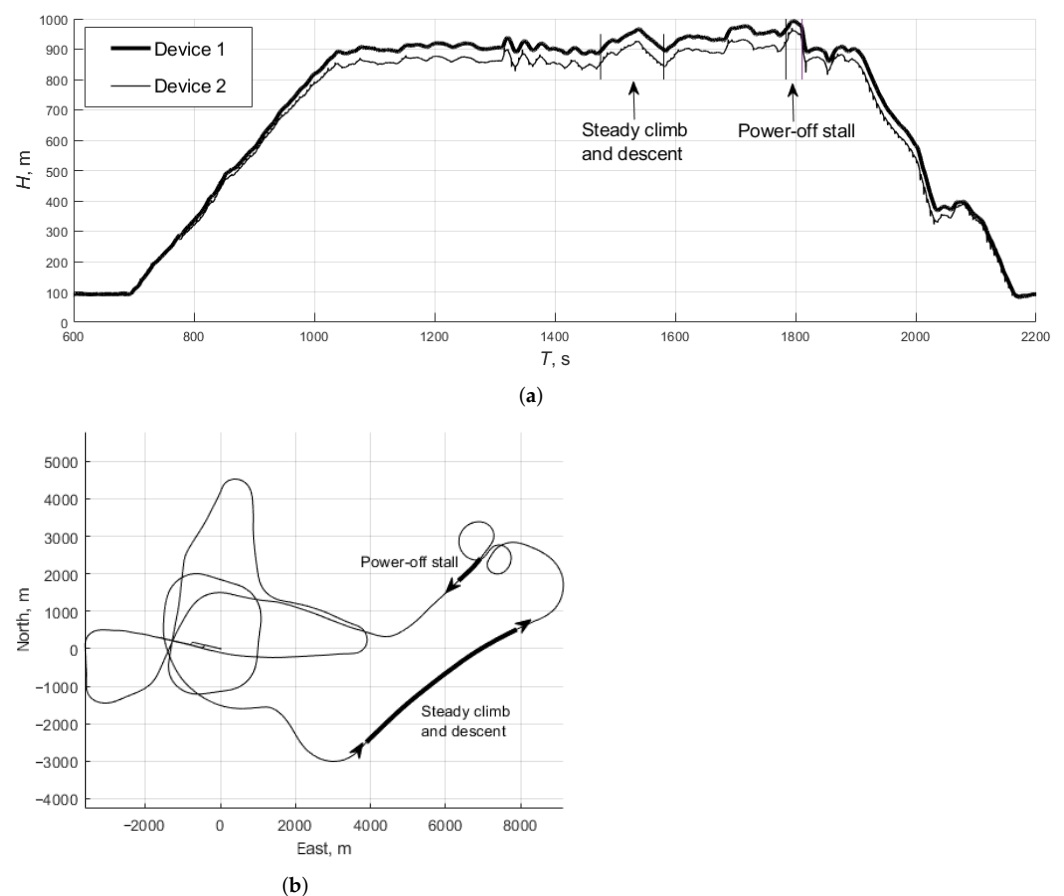 1000
900
800
700
600
500
400
300
200
100
0
H, m
Device 1
Device 2
Steady climb
and descent
Power-off stall
600 800 1000 1200 1400 1600 1800 2000 2200
T, s
(a)
5000
4000
3000
2000
1000
0
−1000
−2000
−3000
−4000
North, m
Power-off stall
Steady climb
and descent
−2000 0 2000 4000 6000 8000
East, m
(b)